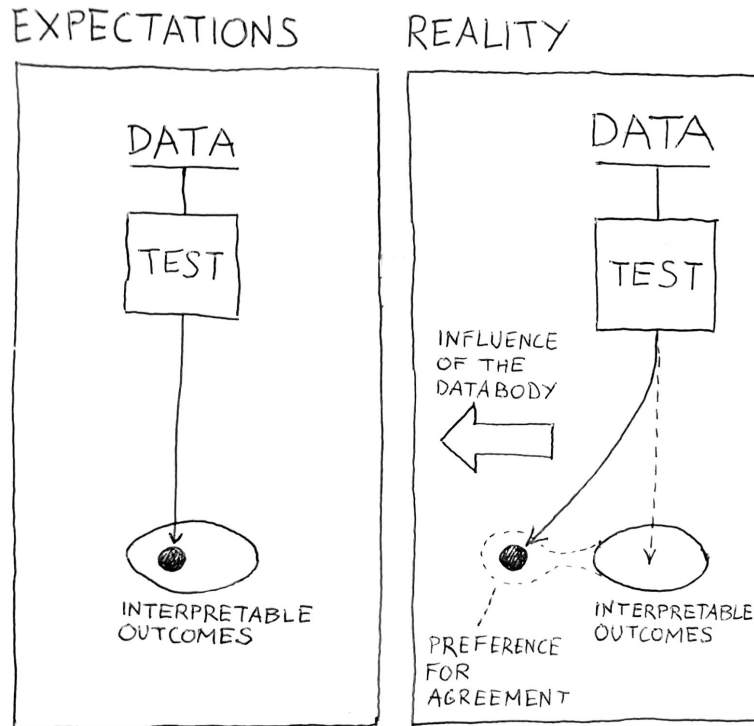 EXPECTATIONS
DATA
TEST
INTERPRETABLE
OUTCOMES
REALITY
DATA
TEST
INFLUENCE
OF THE
DATABODY
INTERPRETABLE
OUTCOMES
PREFERENCE
FOR
AGREEMENT